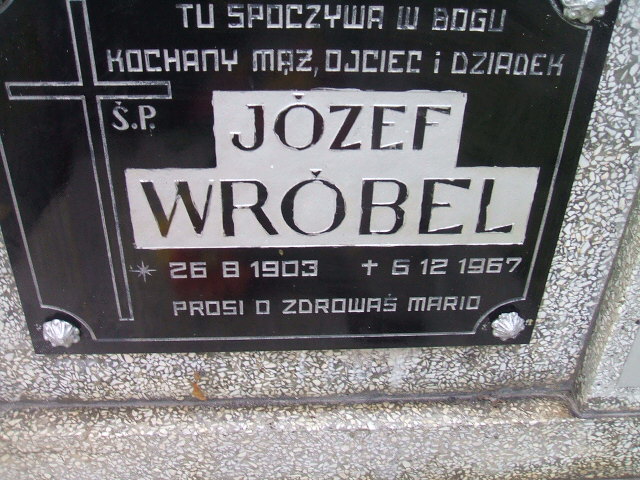 TU SPOCZYWA W BOGU
KOCHANY MĄŻ, OJCIEC i DZIADEK
Ś.P.
JÓZEF
WRÓBEL
* 26 8 1903 + 6 12 1967
PROSI O ZDROWAŚ MARIO